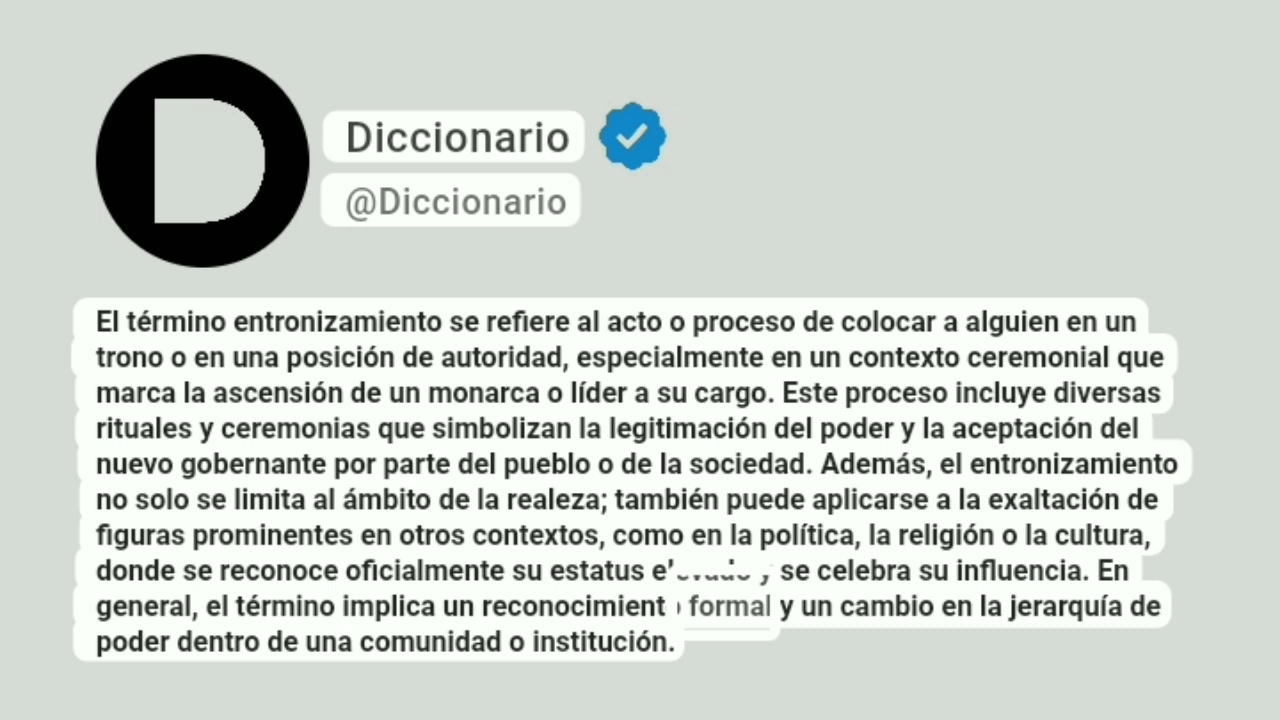 D
Diccionario
@Diccionario
El término entronizamiento se refiere al acto o proceso de colocar a alguien en un
trono o en una posición de autoridad, especialmente en un contexto ceremonial que
marca la ascensión de un monarca o líder a su cargo. Este proceso incluye diversas
rituales y ceremonias que simbolizan la legitimación del poder y la aceptación del
nuevo gobernante por parte del pueblo o de la sociedad. Además, el entronizamiento
no solo se limita al ámbito de la realeza; también puede aplicarse a la exaltación de
figuras prominentes en otros contextos, como en la política, la religión o la cultura,
donde se reconoce oficialmente su estatus y se celebra su influencia. En
general, el término implica un reconocimiento formal y un cambio en la jerarquía de
poder dentro de una comunidad o institución.